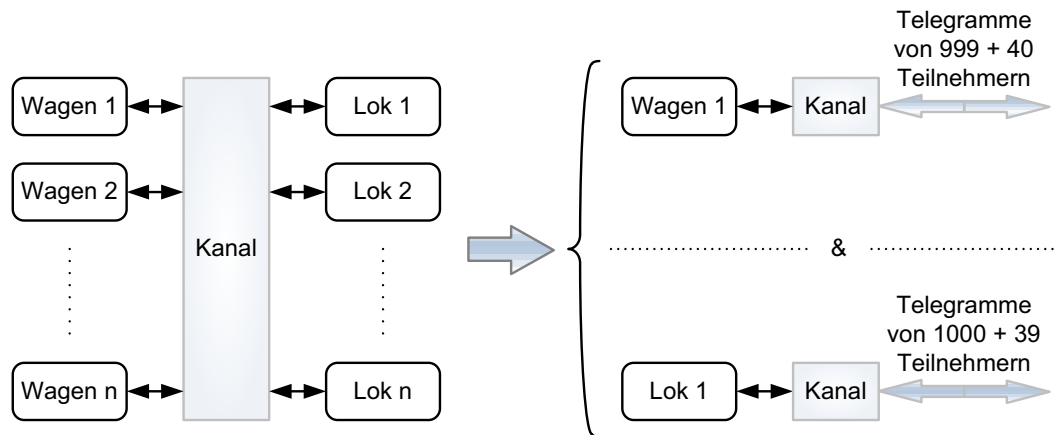 Wagen 1
Wagen 2
Wagen n
Kanal
Lok 1
Lok 2
Lok n
Telegramme
von 999 + 40
Teilnehmern
Wagen 1
Kanal
&
Telegramme
von 1000 + 39
Teilnehmern
Lok 1
Kanal